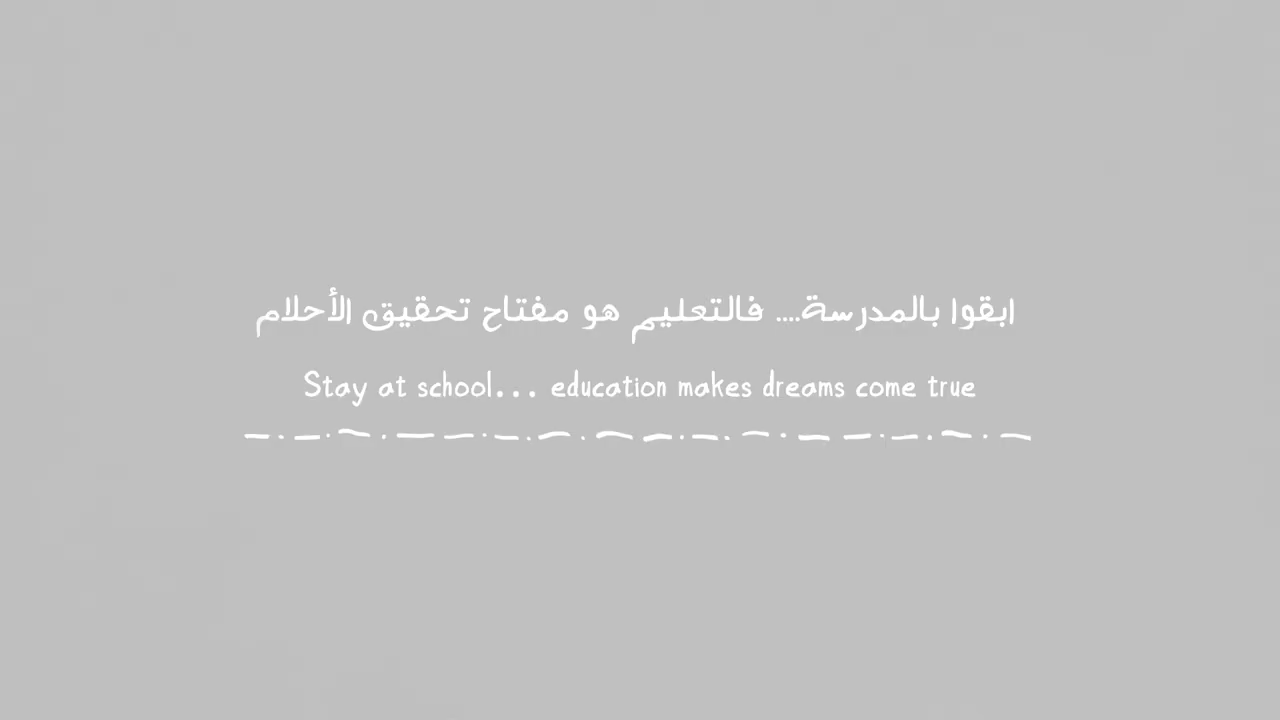 ابقوا بالمدرسة.... فالتعليم هو مفتاح تحقيق الأحلام
Stay at school... education makes dreams come true